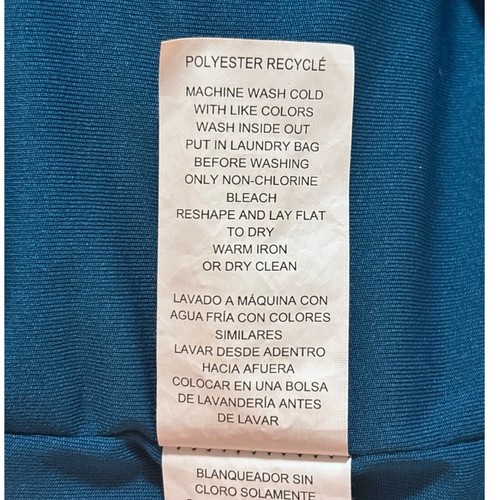 POLYESTER RECYCLÉ
MACHINE WASH COLD
WITH LIKE COLORS
WASH INSIDE OUT
PUT IN LAUNDRY BAG
BEFORE WASHING
ONLY NON-CHLORINE
BLEACH
RESHAPE AND LAY FLAT
TO DRY
WARM IRON
OR DRY CLEAN
LAVADO A MÁQUINA CON
AGUA FRÍA CON COLORES
SIMILARES
LAVAR DESDE ADENTRO
HACIA AFUERA
COLOCAR EN UNA BOLSA
DE LAVANDERÍA ANTES
DE LAVAR
BLANQUEADOR SIN
CLORO SOLAMENTE